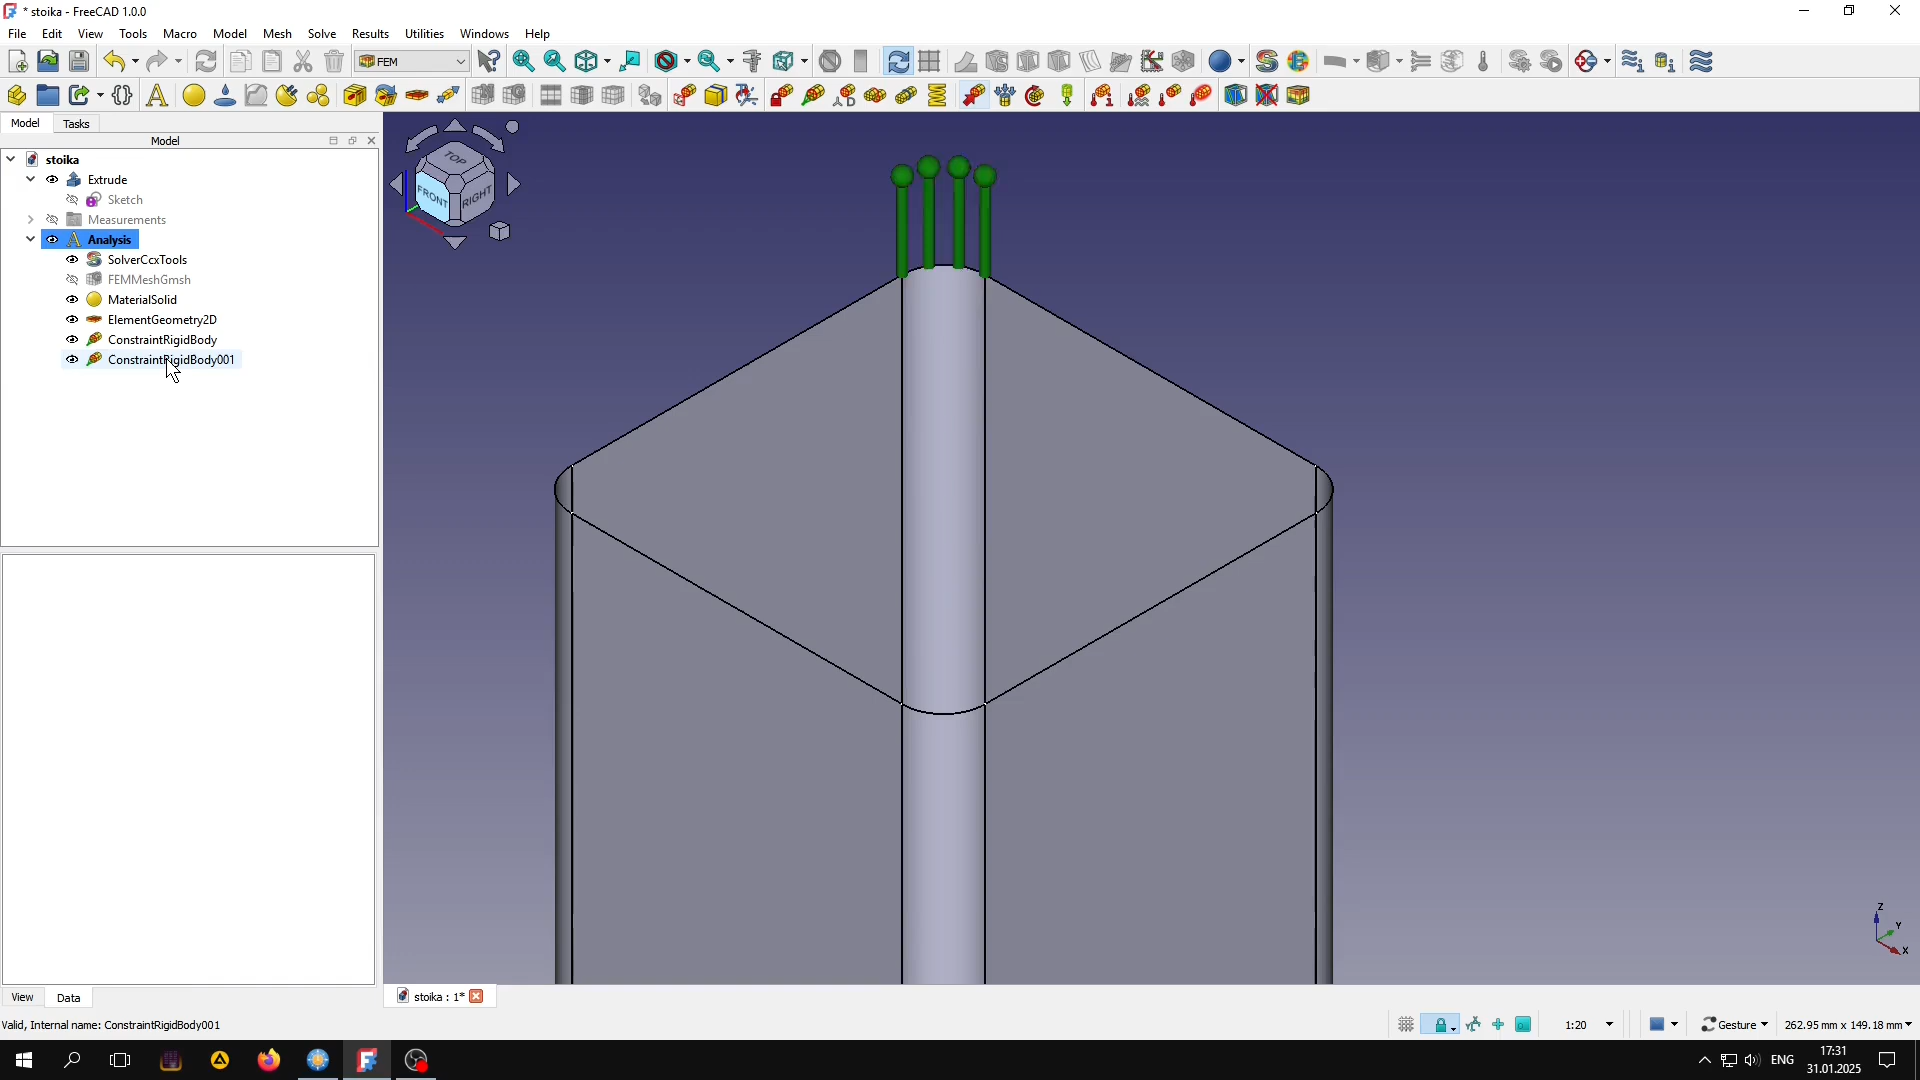 * stoika - FreeCAD 1.0.0
File Edit View Tools Macro Model Mesh Solve Results Utilities Windows Help
FEM
Model Tasks
Model
stoika
Extrude
Sketch
Measurements
Analysis
SolverCcxTools
FEMMeshGmsh
MaterialSolid
ElementGeometry2D
ConstraintRigidBody
ConstraintRigidBody001
TOP
FRONT
RIGHT
Z
Y
X
View Data
stoika : 1*
Valid, Internal name: ConstraintRigidBody001
1:20
Gesture
262.95 mm x 149.18 mm
ENG
17:31
31.01.2025